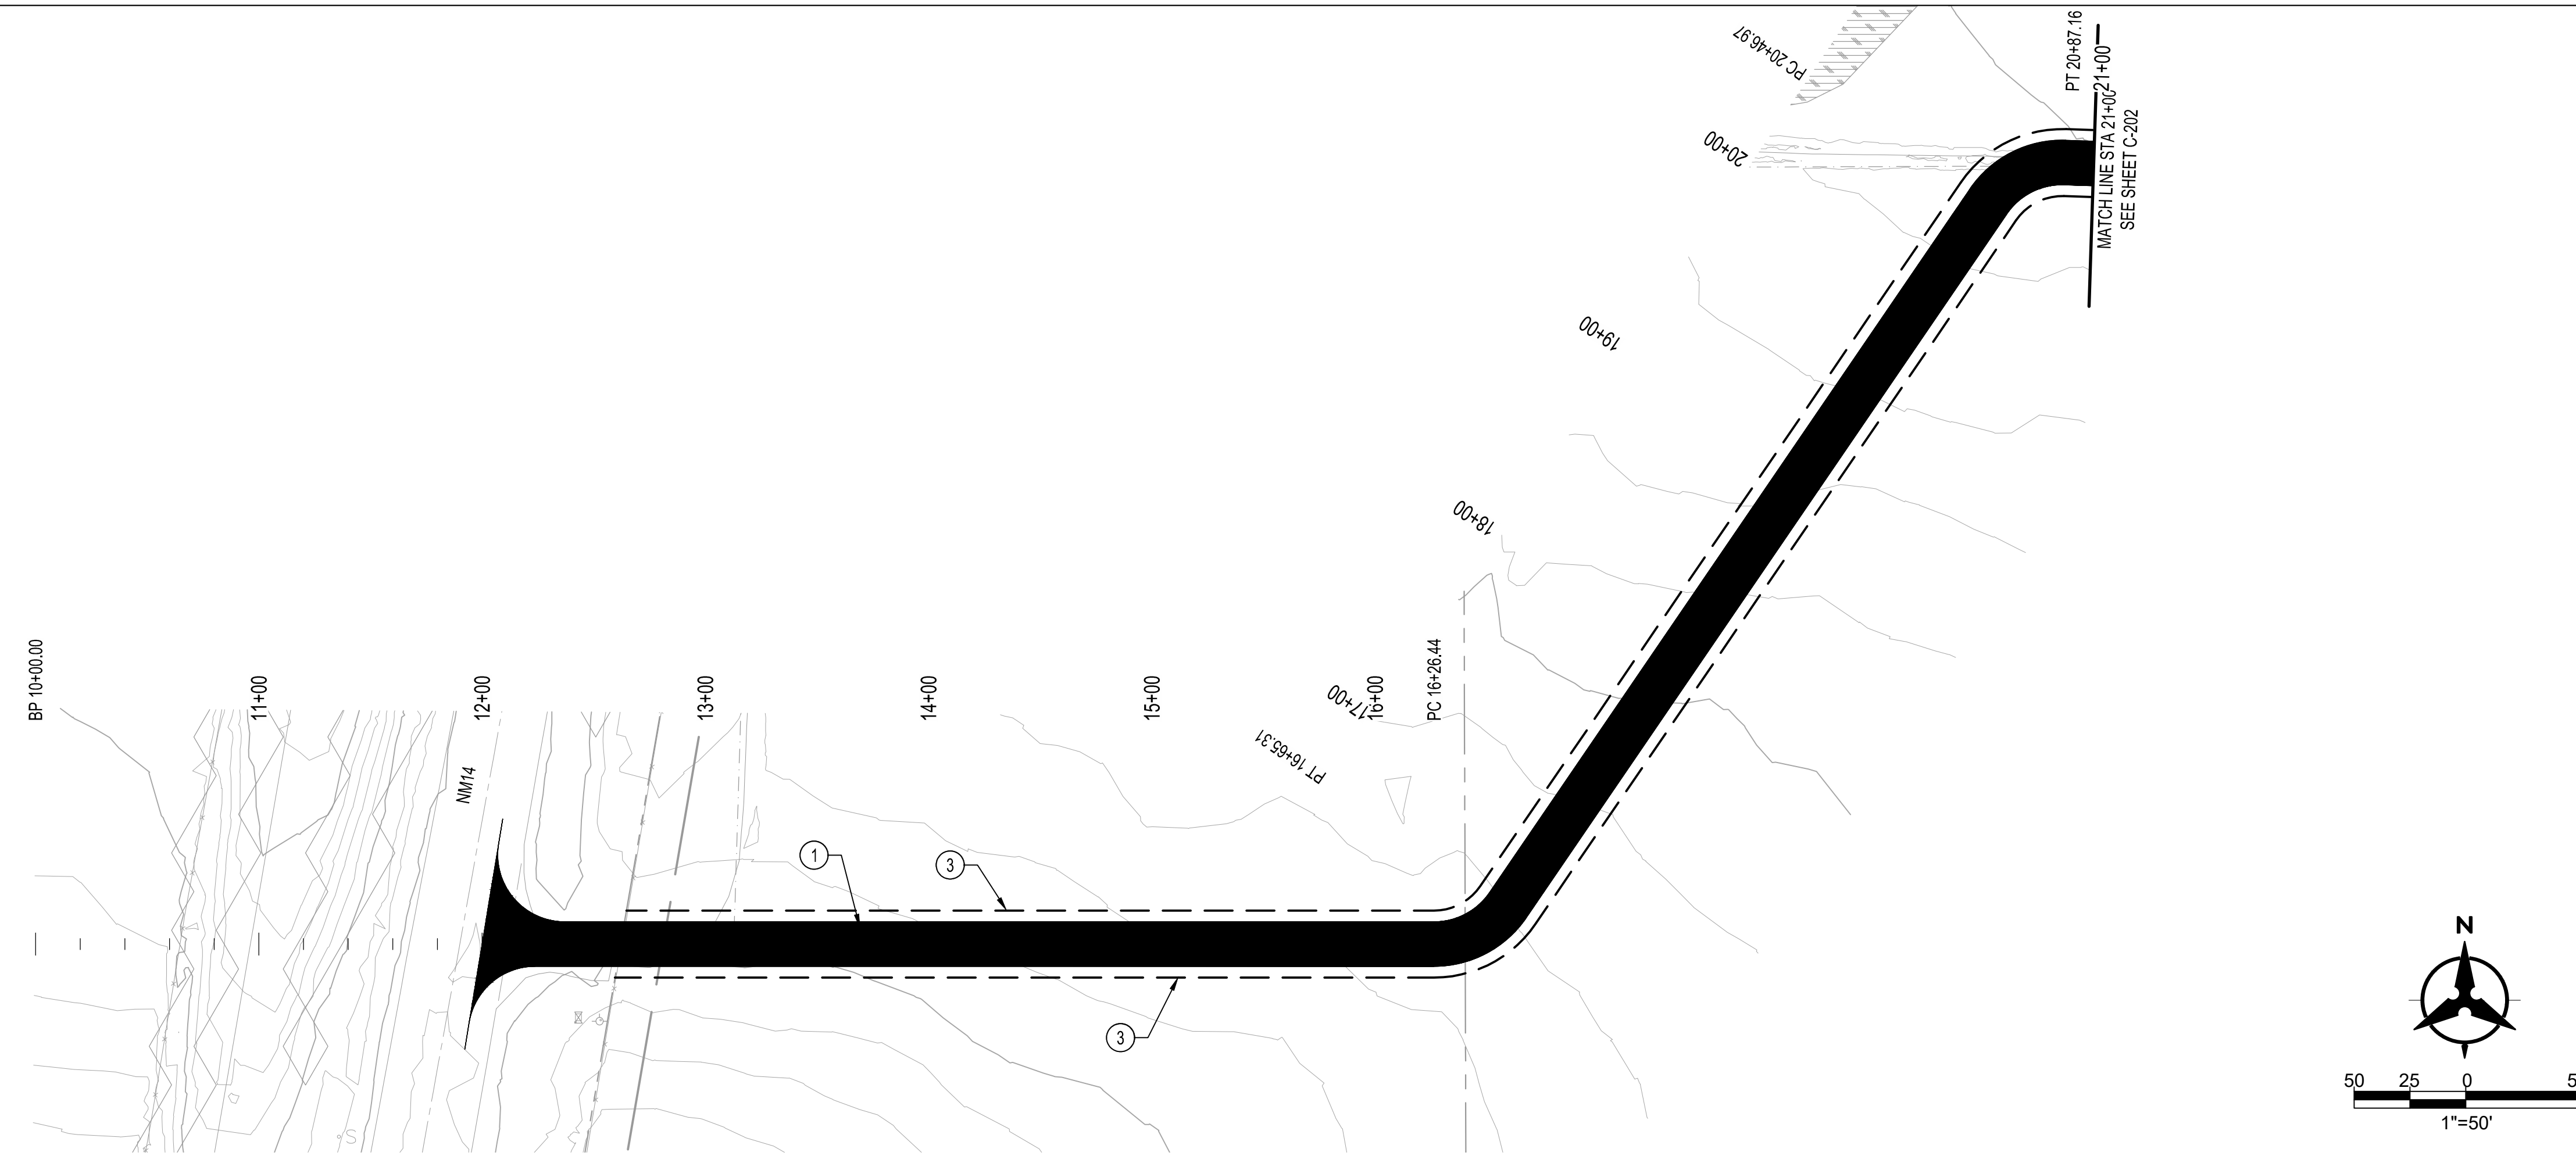 PC 20+46.97
PT 20+87.16
21+00
MATCH LINE STA 21+00
SEE SHEET C-202
20+00
19+00
18+00
17+00
PT 16+65.31
BP 10+00.00
11+00
12+00
13+00
14+00
15+00
16+00
PC 16+26.44
NM14
1
3
3
S
N
50 25 0
1"=50'